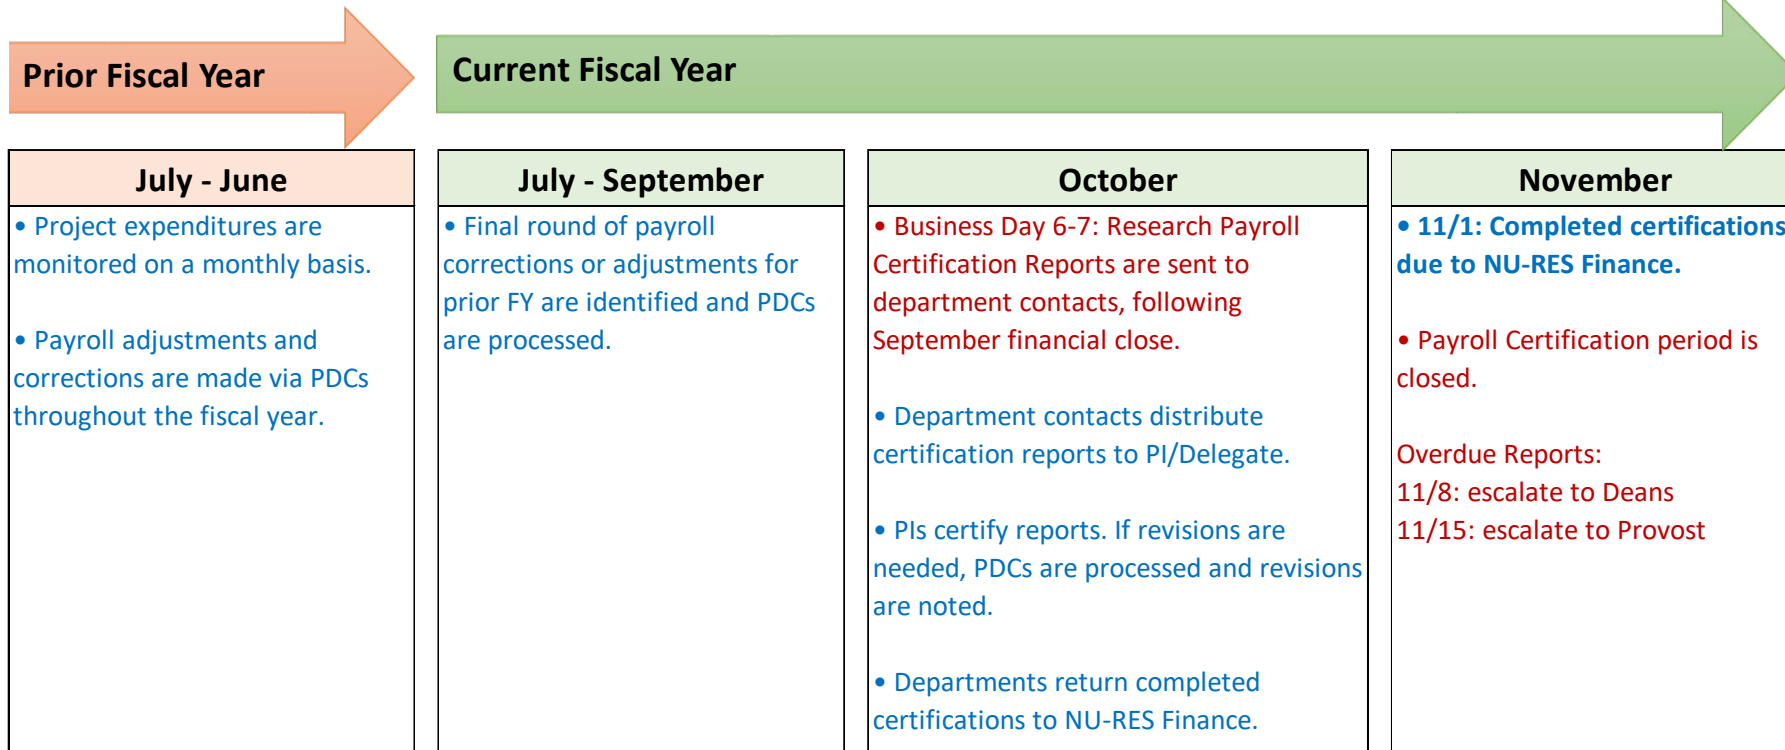 Prior Fiscal Year
Current Fiscal Year
July - June
• Project expenditures are
monitored on a monthly basis.
• Payroll adjustments and
corrections are made via PDCs
throughout the fiscal year.
July - September
• Final round of payroll
corrections or adjustments for
prior FY are identified and PDCs
are processed.
October
• Business Day 6-7: Research Payroll
Certification Reports are sent to
department contacts, following
September financial close.
• Department contacts distribute
certification reports to PI/Delegate.
• PIs certify reports. If revisions are
needed, PDCs are processed and revisions
are noted.
• Departments return completed
certifications to NU-RES Finance.
November
• 11/1: Completed certifications
due to NU-RES Finance.
• Payroll Certification period is
closed.
Overdue Reports:
11/8: escalate to Deans
11/15: escalate to Provost